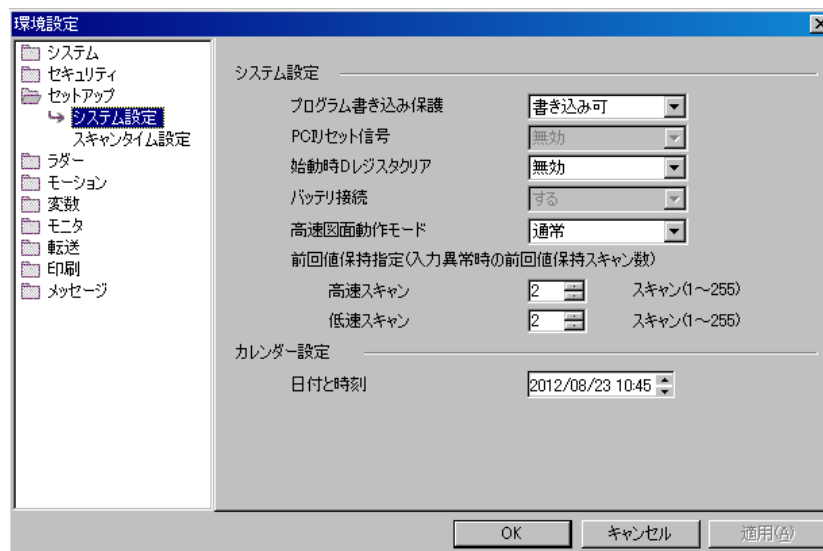 環境設定
システム
セキュリティ
セットアップ
システム設定
スキャンタイム設定
ラダー
モーション
変数
モニタ
転送
印刷
メッセージ
システム設定
プログラム書き込み保護 書き込み可
PCIリセット信号 無効
始動時Dレジスタクリア 無効
バッテリ接続 する
高速図面動作モード 通常
前回値保持指定(入力異常時の前回値保持スキャン数)
高速スキャン 2 スキャン(1～255)
低速スキャン 2 スキャン(1～255)
カレンダー設定
日付と時刻 2012/08/23 10:45
OK キャンセル 適用(A)